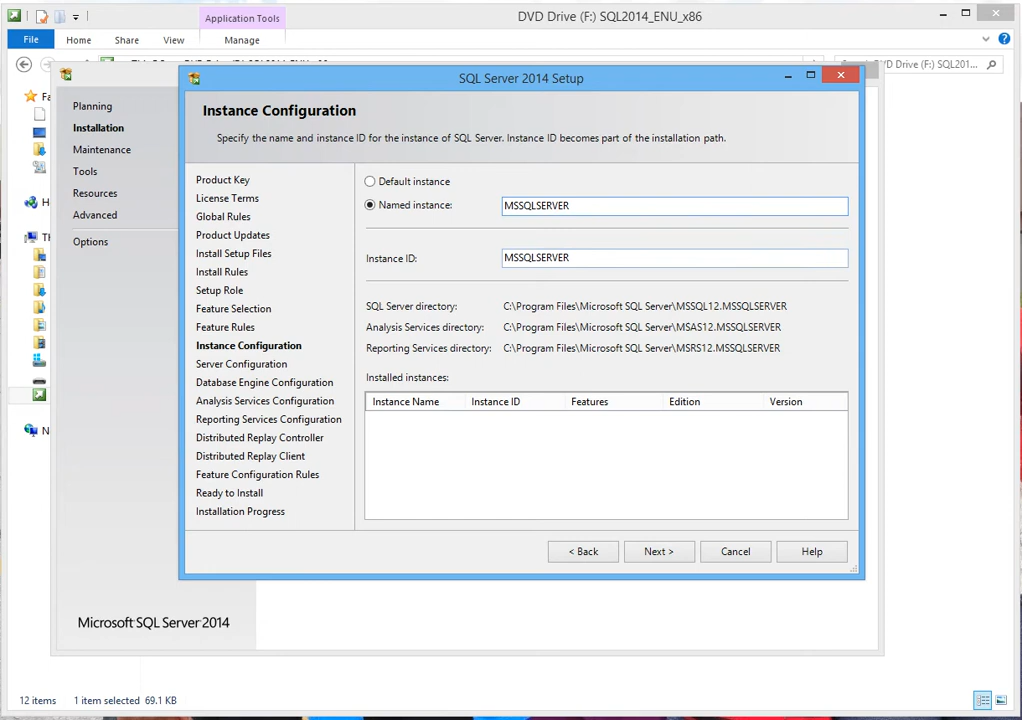 Application Tools
DVD Drive (F:) SQL2014_ENU_x86
File Home Share View Manage
DVD Drive (F:) SQL201...
SQL Server 2014 Setup
Planning
Installation
Maintenance
Tools
Resources
Advanced
Options
Microsoft SQL Server 2014
Instance Configuration
Specify the name and instance ID for the instance of SQL Server. Instance ID becomes part of the installation path.
Product Key
License Terms
Global Rules
Product Updates
Install Setup Files
Install Rules
Setup Role
Feature Selection
Feature Rules
Instance Configuration
Server Configuration
Database Engine Configuration
Analysis Services Configuration
Reporting Services Configuration
Distributed Replay Controller
Distributed Replay Client
Feature Configuration Rules
Ready to Install
Installation Progress
Default instance
Named instance: MSSQLSERVER
Instance ID: MSSQLSERVER
SQL Server directory: C:\Program Files\Microsoft SQL Server\MSSQL12.MSSQLSERVER
Analysis Services directory: C:\Program Files\Microsoft SQL Server\MSAS12.MSSQLSERVER
Reporting Services directory: C:\Program Files\Microsoft SQL Server\MSRS12.MSSQLSERVER
Installed instances:
Instance Name Instance ID Features Edition Version
< Back Next > Cancel Help
12 items 1 item selected 69.1 KB